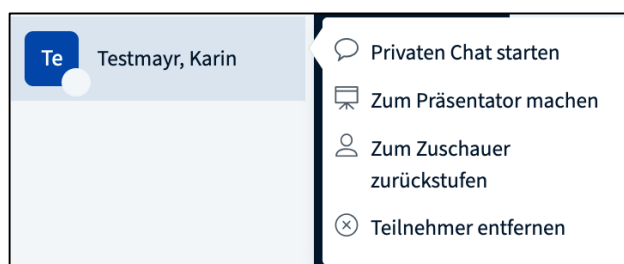 Te
Testmayr, Karin
Privaten Chat starten
Zum Präsentator machen
Zum Zuschauer
zurückstufen
Teilnehmer entfernen